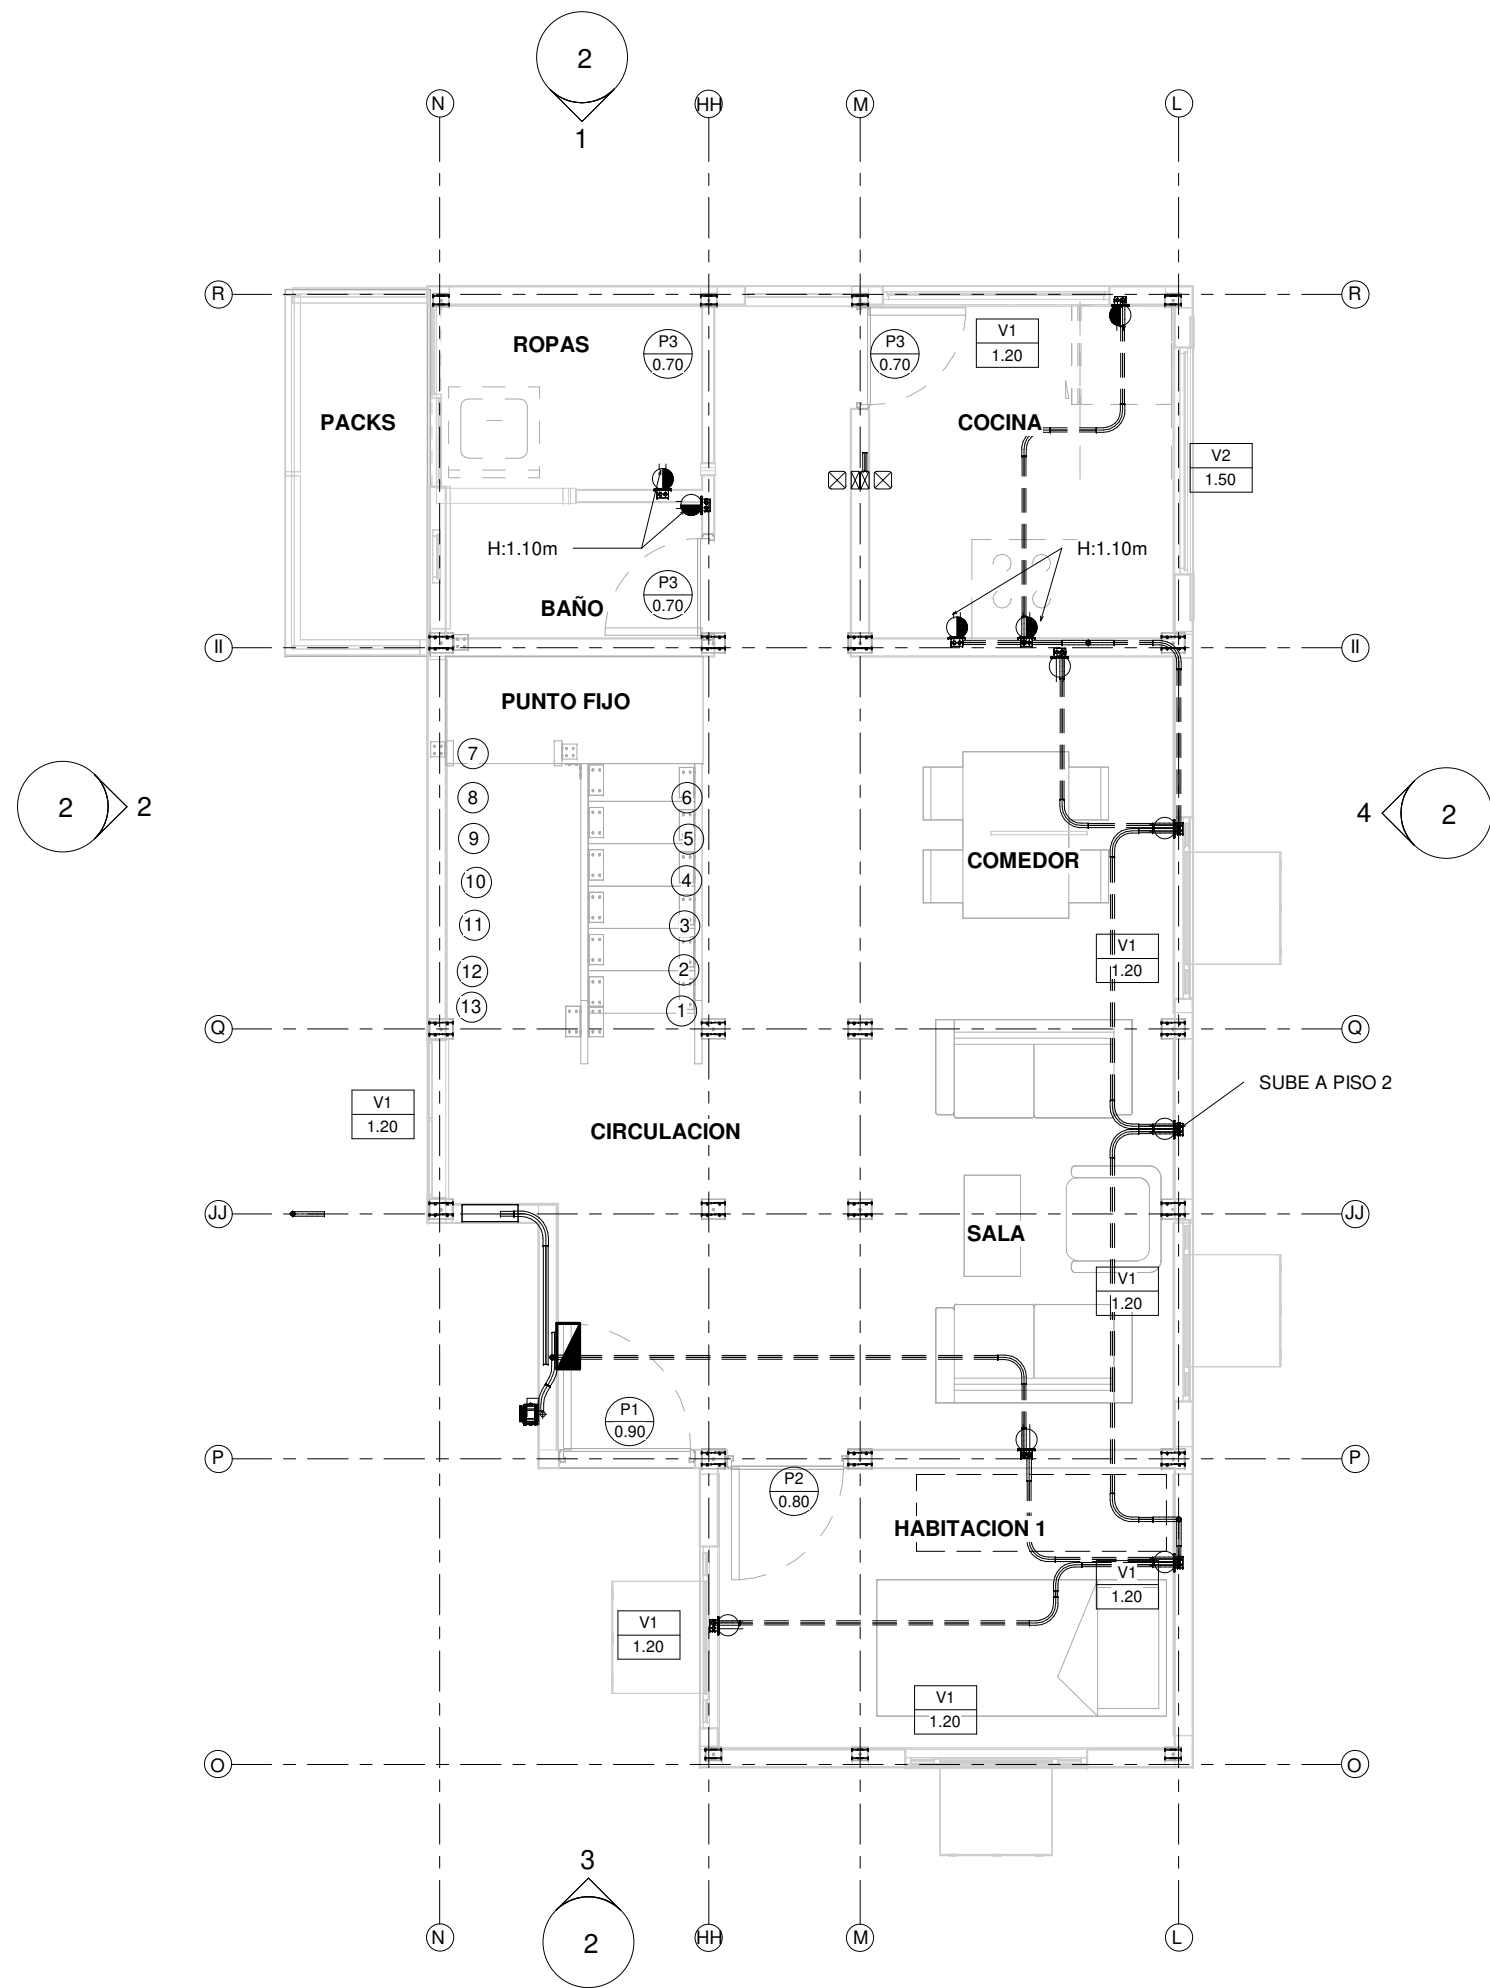 2
1
N HH M L
R R
ROPAS
P3
0.70
P3
0.70
V1
1.20
PACKS
COCINA
V2
1.50
H:1.10m
H:1.10m
P3
0.70
BAÑO
II II
PUNTO FIJO
7
8
9
10
11
12
13
6
5
4
3
2
1
2 2
4 2
COMEDOR
V1
1.20
Q Q
SUBE A PISO 2
V1
1.20
CIRCULACION
JJ JJ
SALA
V1
1.20
P1
0.90
P P
P2
0.80
HABITACION 1
V1
1.20
V1
1.20
V1
1.20
O O
3
2
N HH M L